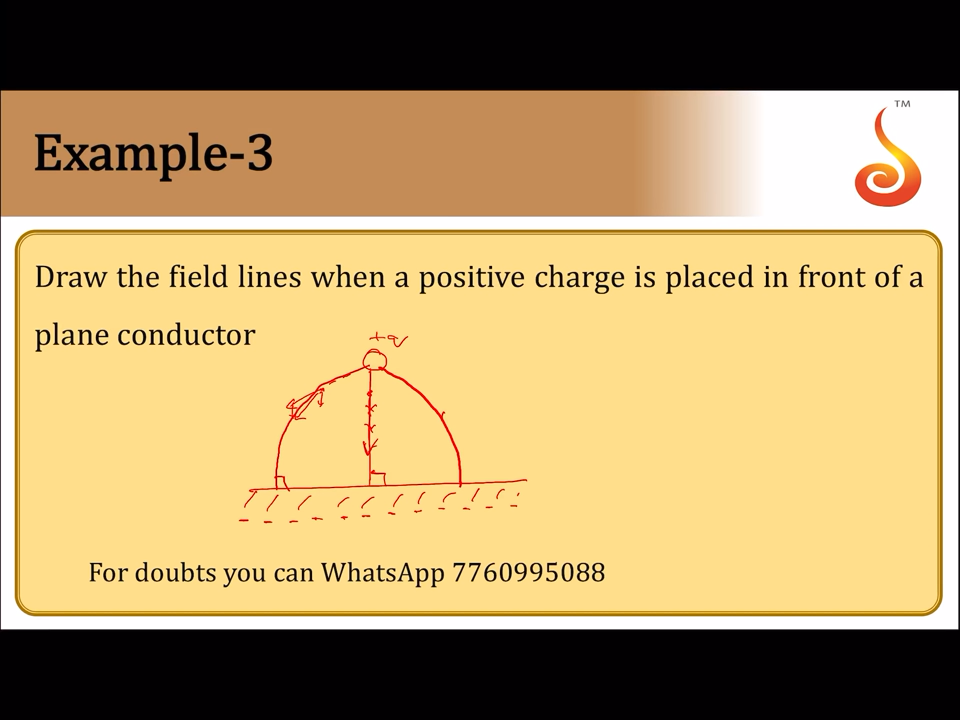 TM
Example-3
Draw the field lines when a positive charge is placed in front of a
plane conductor
+q
For doubts you can WhatsApp 7760995088